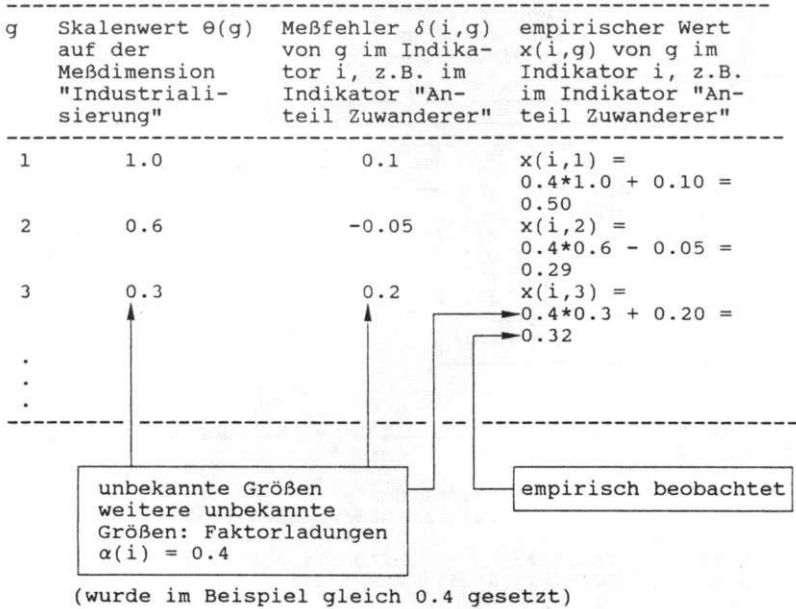 g Skalenwert Θ(g) Meßfehler δ(i,g) empirischer Wert
auf der von g im Indika- x(i,g) von g im
Meßdimension tor i, z.B. im Indikator i, z.B.
"Industriali- Indikator "An- im Indikator "An-
sierung" teil Zuwanderer" teil Zuwanderer"
1 1.0 0.1 x(i,1) =
0.4*1.0 + 0.10 =
0.50
2 0.6 -0.05 x(i,2) =
0.4*0.6 - 0.05 =
0.29
3 0.3 0.2 x(i,3) =
0.4*0.3 + 0.20 =
0.32
.
.
.
unbekannte Größen empirisch beobachtet
weitere unbekannte
Größen: Faktorladungen
α(i) = 0.4
(wurde im Beispiel gleich 0.4 gesetzt)